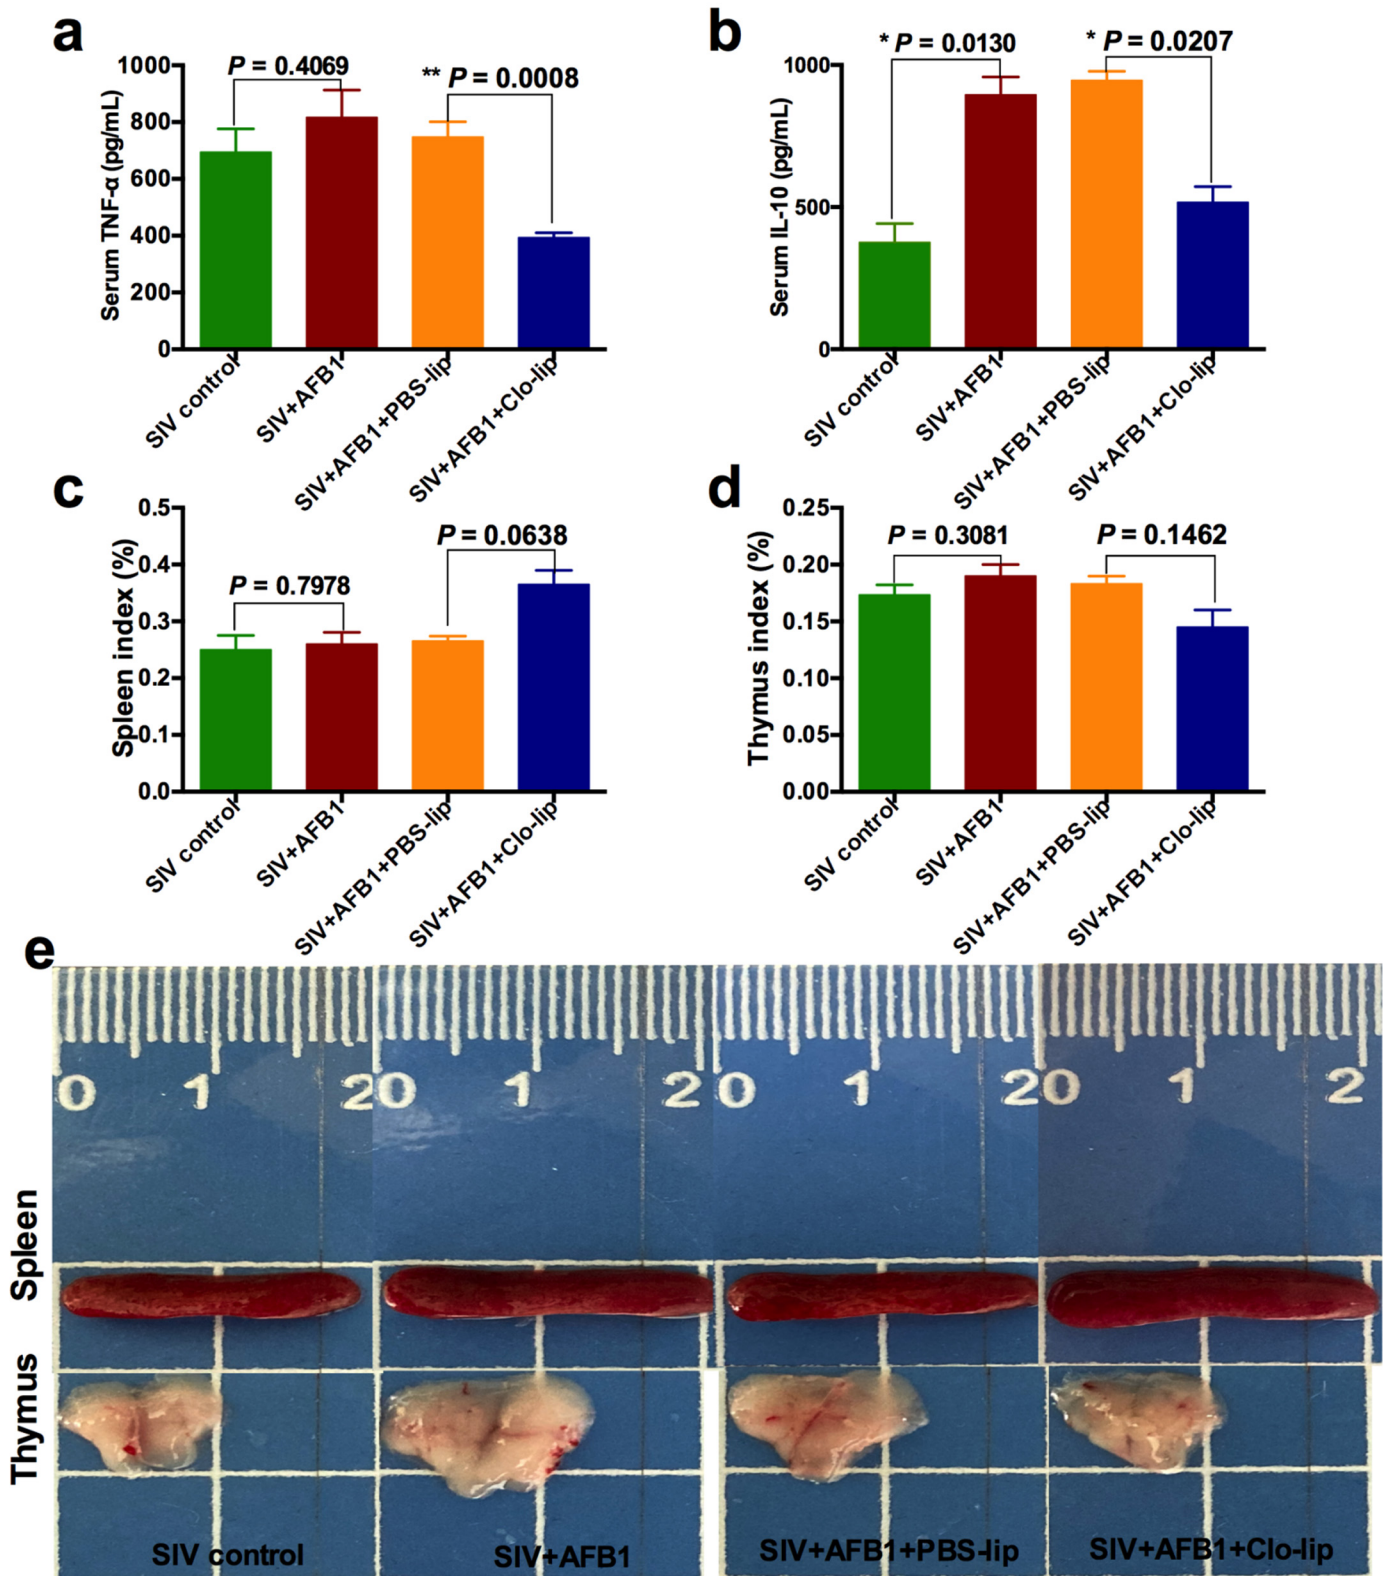 a
P = 0.4069
** P = 0.0008
Serum TNF-α (pg/mL)
1000
800
600
400
200
0
SIV control
SIV+AFB1
SIV+AFB1+PBS-lip
SIV+AFB1+Clo-lip
b
* P = 0.0130
* P = 0.0207
Serum IL-10 (pg/mL)
1000
500
0
SIV control
SIV+AFB1
SIV+AFB1+PBS-lip
SIV+AFB1+Clo-lip
c
P = 0.7978
P = 0.0638
Spleen index (%)
0.5
0.4
0.3
0.2
0.1
0.0
SIV control
SIV+AFB1
SIV+AFB1+PBS-lip
SIV+AFB1+Clo-lip
d
P = 0.3081
P = 0.1462
Thymus index (%)
0.25
0.20
0.15
0.10
0.05
0.00
SIV control
SIV+AFB1
SIV+AFB1+PBS-lip
SIV+AFB1+Clo-lip
e
0 1 2 0 1 2 0 1 2 0 1 2
Spleen
Thymus
SIV control
SIV+AFB1
SIV+AFB1+PBS-lip
SIV+AFB1+Clo-lip